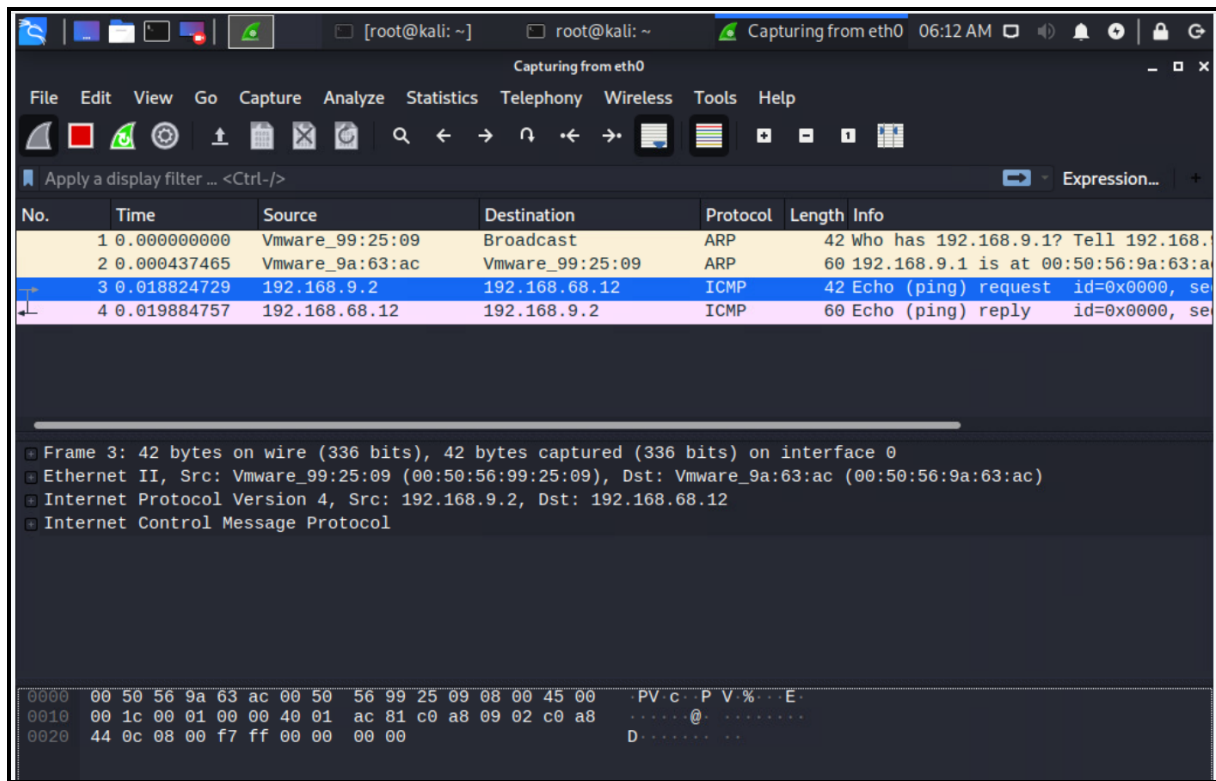 [root@kali: ~] root@kali: ~ Capturing from eth0 06:12 AM
Capturing from eth0
File Edit View Go Capture Analyze Statistics Telephony Wireless Tools Help
Apply a display filter ... <Ctrl-/> Expression... +
No. Time Source Destination Protocol Length Info
1 0.000000000 Vmware_99:25:09 Broadcast ARP 42 Who has 192.168.9.1? Tell 192.168.
2 0.000437465 Vmware_9a:63:ac Vmware_99:25:09 ARP 60 192.168.9.1 is at 00:50:56:9a:63:a
3 0.018824729 192.168.9.2 192.168.68.12 ICMP 42 Echo (ping) request id=0x0000, se
4 0.019884757 192.168.68.12 192.168.9.2 ICMP 60 Echo (ping) reply id=0x0000, se
Frame 3: 42 bytes on wire (336 bits), 42 bytes captured (336 bits) on interface 0
Ethernet II, Src: Vmware_99:25:09 (00:50:56:99:25:09), Dst: Vmware_9a:63:ac (00:50:56:9a:63:ac)
Internet Protocol Version 4, Src: 192.168.9.2, Dst: 192.168.68.12
Internet Control Message Protocol
0000 00 50 56 9a 63 ac 00 50 56 99 25 09 08 00 45 00 ·PV·c··P V·%···E·
0010 00 1c 00 01 00 00 40 01 ac 81 c0 a8 09 02 c0 a8 ······@· ········
0020 44 0c 08 00 f7 ff 00 00 00 00 D······· ··